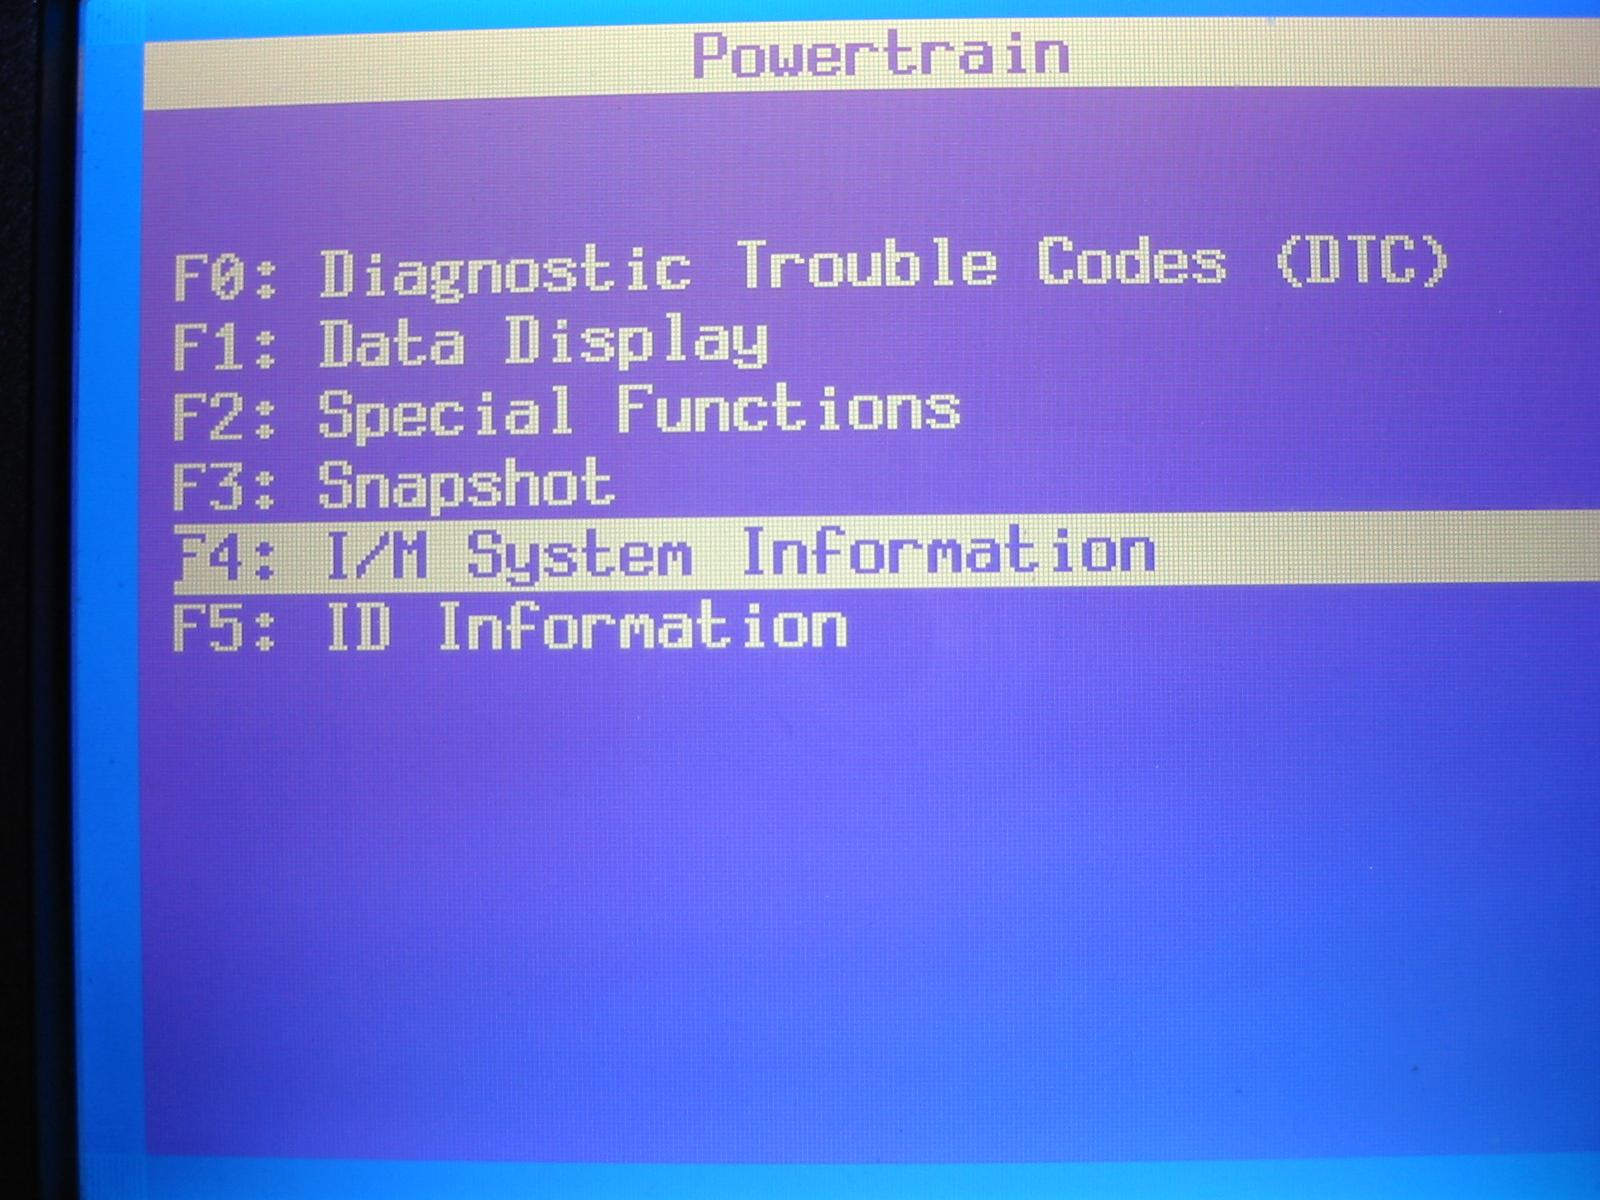 Powertrain
F0: Diagnostic Trouble Codes (DTC)
F1: Data Display
F2: Special Functions
F3: Snapshot
F4: I/M System Information
F5: ID Information